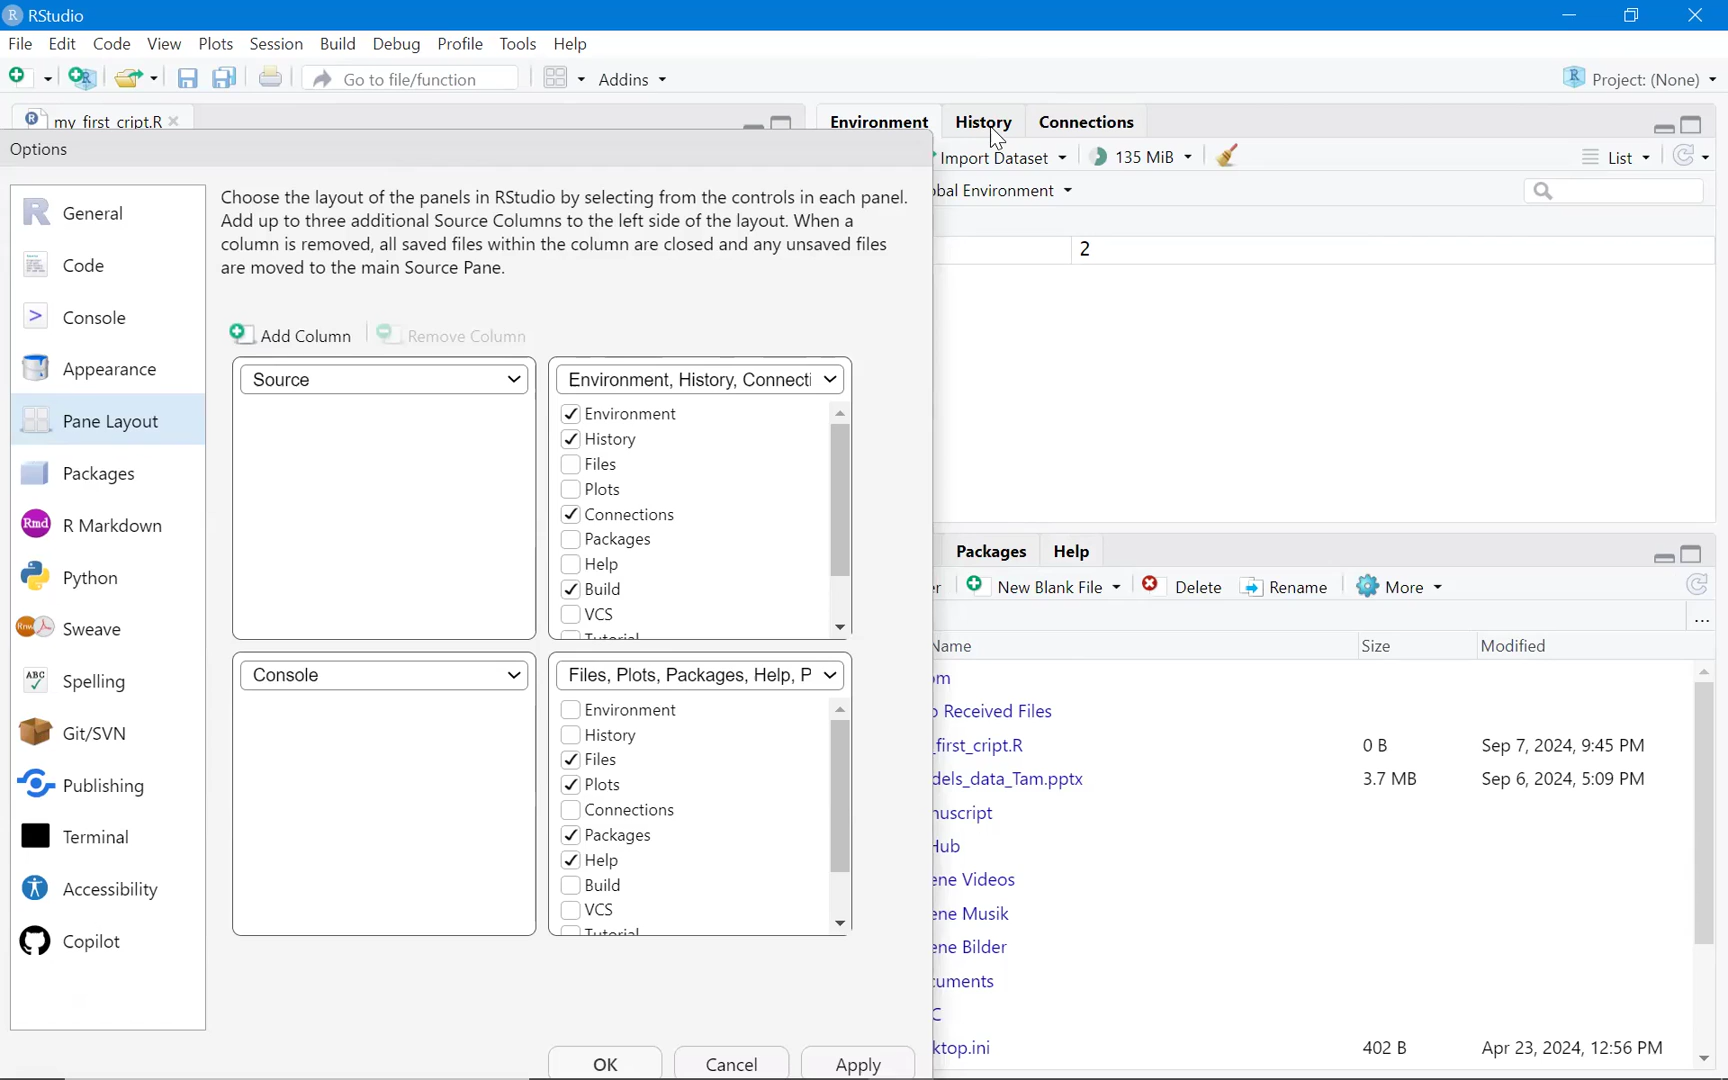 RStudio
File Edit Code View Plots Session Build Debug Profile Tools Help
Go to file/function Addins Project: (None)
my_first_cript.R
Environment History Connections
Options
Import Dataset 135 MiB List
bal Environment
2
General
Code
Console
Appearance
Pane Layout
Packages
R Markdown
Python
Sweave
Spelling
Git/SVN
Publishing
Terminal
Accessibility
Copilot
Choose the layout of the panels in RStudio by selecting from the controls in each panel.
Add up to three additional Source Columns to the left side of the layout. When a
column is removed, all saved files within the column are closed and any unsaved files
are moved to the main Source Pane.
Add Column Remove Column
Source
Environment, History, Connecti
Environment
History
Files
Plots
Connections
Packages
Help
Build
VCS
Tutorial
Console
Files, Plots, Packages, Help, P
Environment
History
Files
Plots
Connections
Packages
Help
Build
VCS
Tutorial
OK Cancel Apply
Packages Help
er New Blank File Delete Rename More
...
Name Size Modified
om
Received Files
_first_cript.R 0 B Sep 7, 2024, 9:45 PM
dels_data_Tam.pptx 3.7 MB Sep 6, 2024, 5:09 PM
nuscript
Hub
ene Videos
ene Musik
ene Bilder
cuments
C
ktop.ini 402 B Apr 23, 2024, 12:56 PM